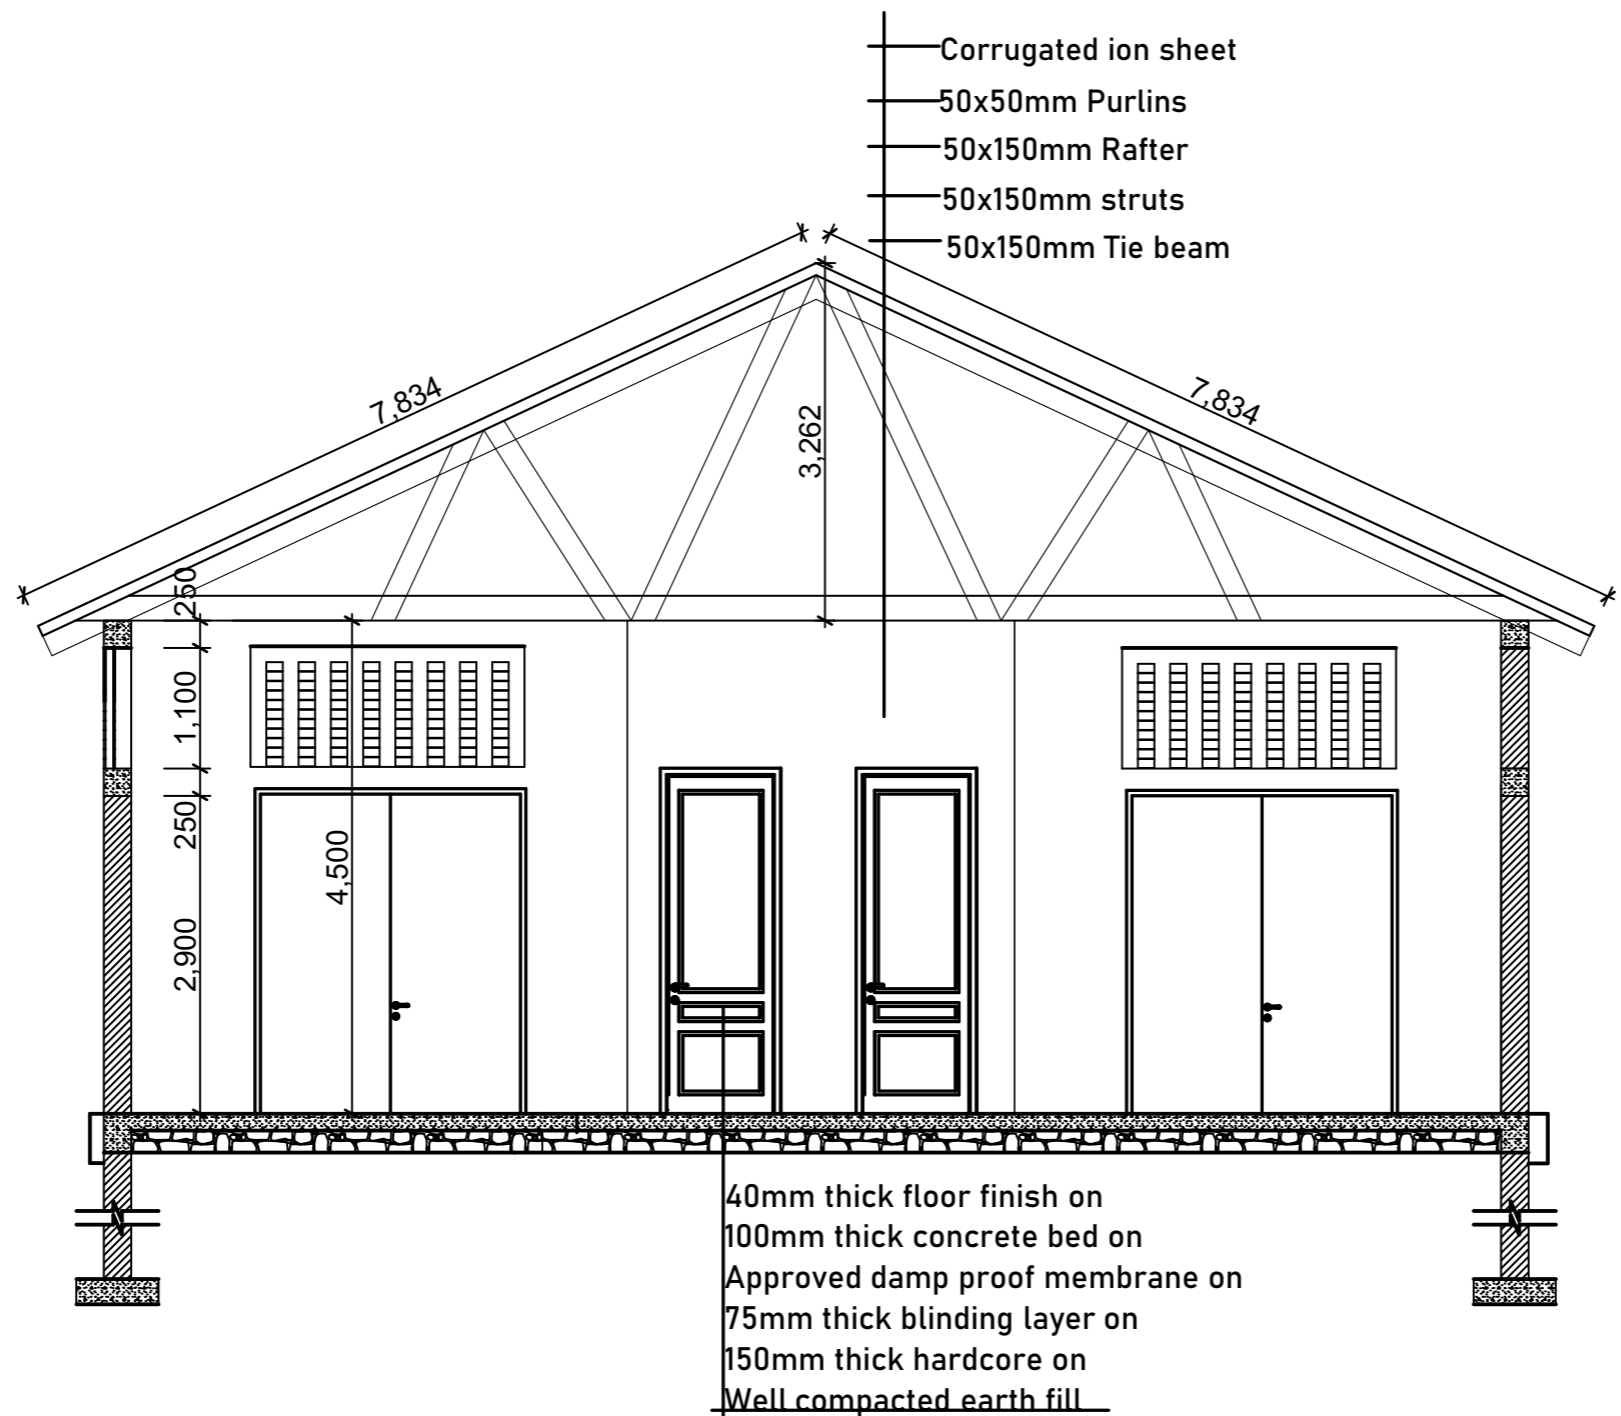 Corrugated ion sheet
50x50mm Purlins
50x150mm Rafter
50x150mm struts
50x150mm Tie beam
7,834
7,834
3,262
250
1,100
250
4,500
2,900
40mm thick floor finish on
100mm thick concrete bed on
Approved damp proof membrane on
75mm thick blinding layer on
150mm thick hardcore on
Well compacted earth fill